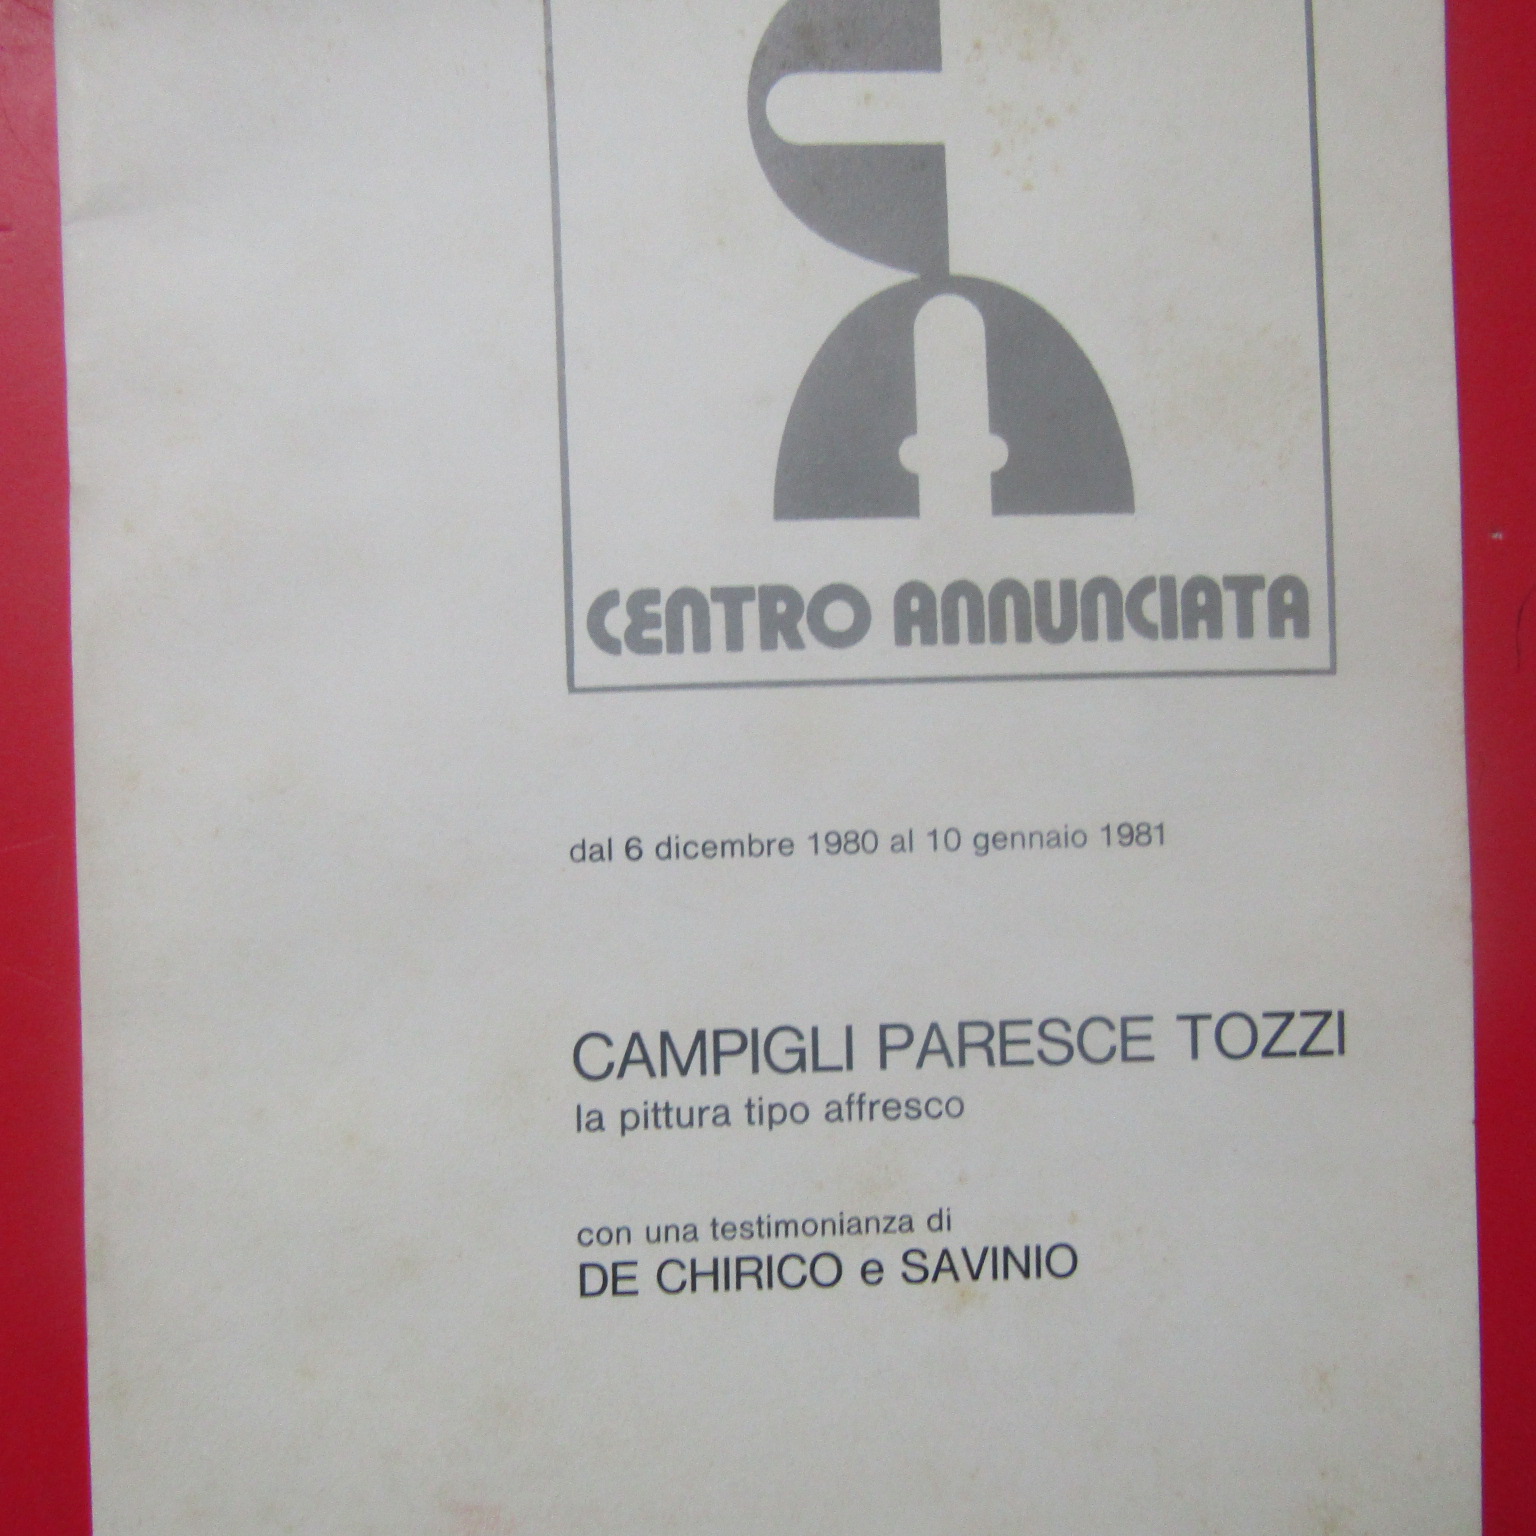 CENTRO ANNUNCIATA
dal 6 dicembre 1980 al 10 gennaio 1981
CAMPIGLI PARESCE TOZZI
la pittura tipo affresco
con una testimonianza di
DE CHIRICO e SAVINIO